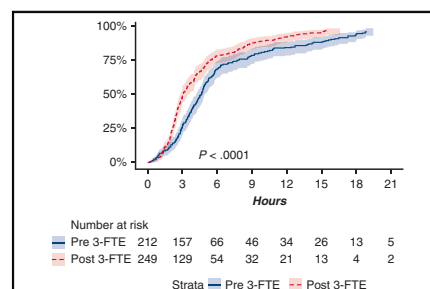 100%
75%
50%
25%
0%
P < .0001
0 3 6 9 12 15 18 21
Hours
Number at risk
Pre 3-FTE 212 157 66 46 34 26 13 5
Post 3-FTE 249 129 54 32 21 13 4 2
Strata Pre 3-FTE Post 3-FTE